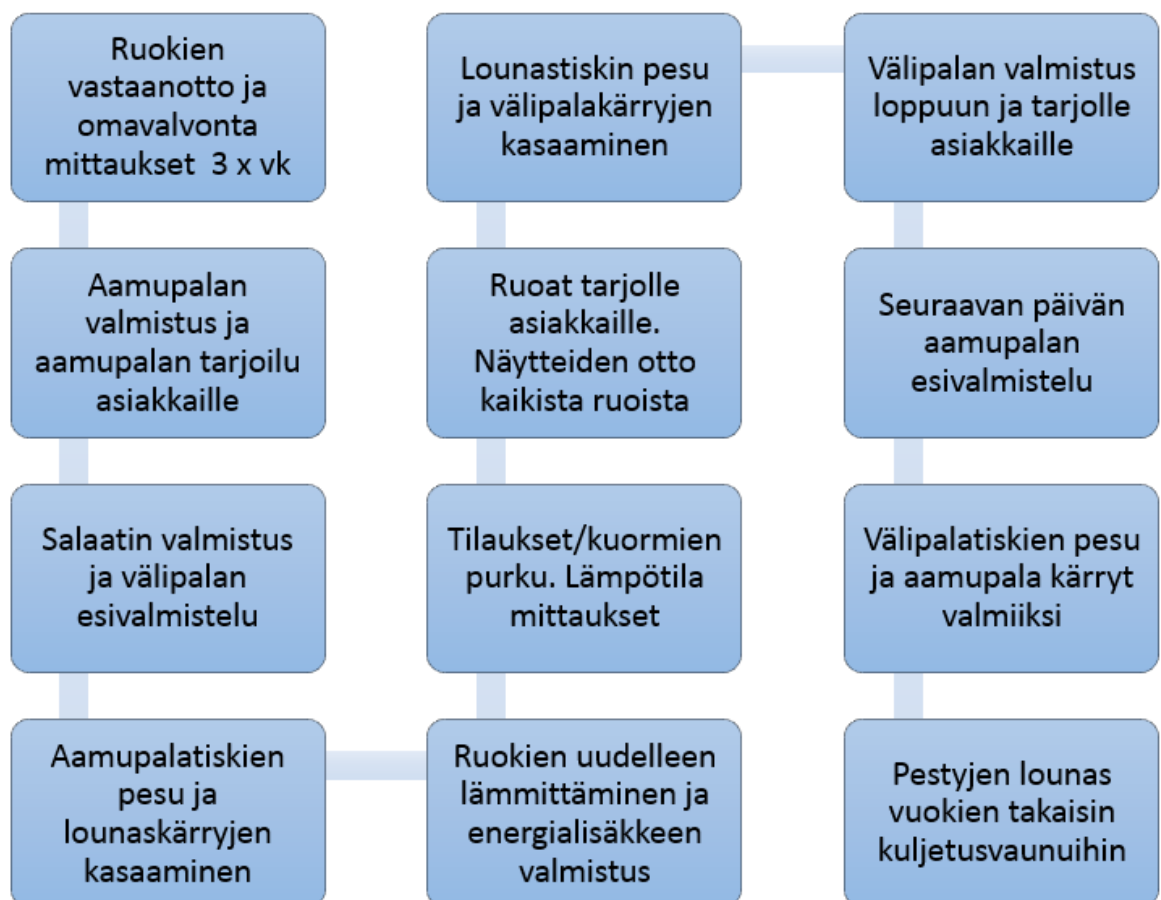 Ruokien
vastaanotto ja
omavalvonta
mittaukset 3 x vk
Aamupalan
valmistus ja
aamupalan tarjoilu
asiakkaille
Salaatin valmistus
ja välipalan
esivalmistelu
Aamupalatiskien
pesu ja
lounaskärryjen
kasaaminen
Ruokien uudelleen
lämmittäminen ja
energialisäkkeen
valmistus
Tilaukset/kuormien
purku. Lämpötila
mittaukset
Ruoat tarjolle
asiakkaille.
Näytteiden otto
kaikista ruoista
Lounastiskin pesu
ja välipalakärryjen
kasaaminen
Välipalan valmistus
loppuun ja tarjolle
asiakkaille
Seuraavan päivän
aamupalan
esivalmistelu
Välipalatiskien pesu
ja aamupala kärryt
valmiiksi
Pestyjen lounas
vuokien takaisin
kuljetusvaunuihin